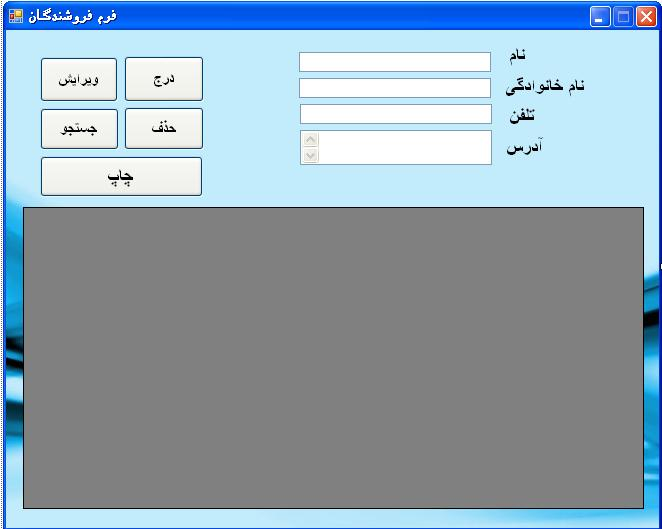 فرم فروشندگان
نام
نام خانوادگی
تلفن
آدرس
درج
ویرایش
حذف
جستجو
چاپ